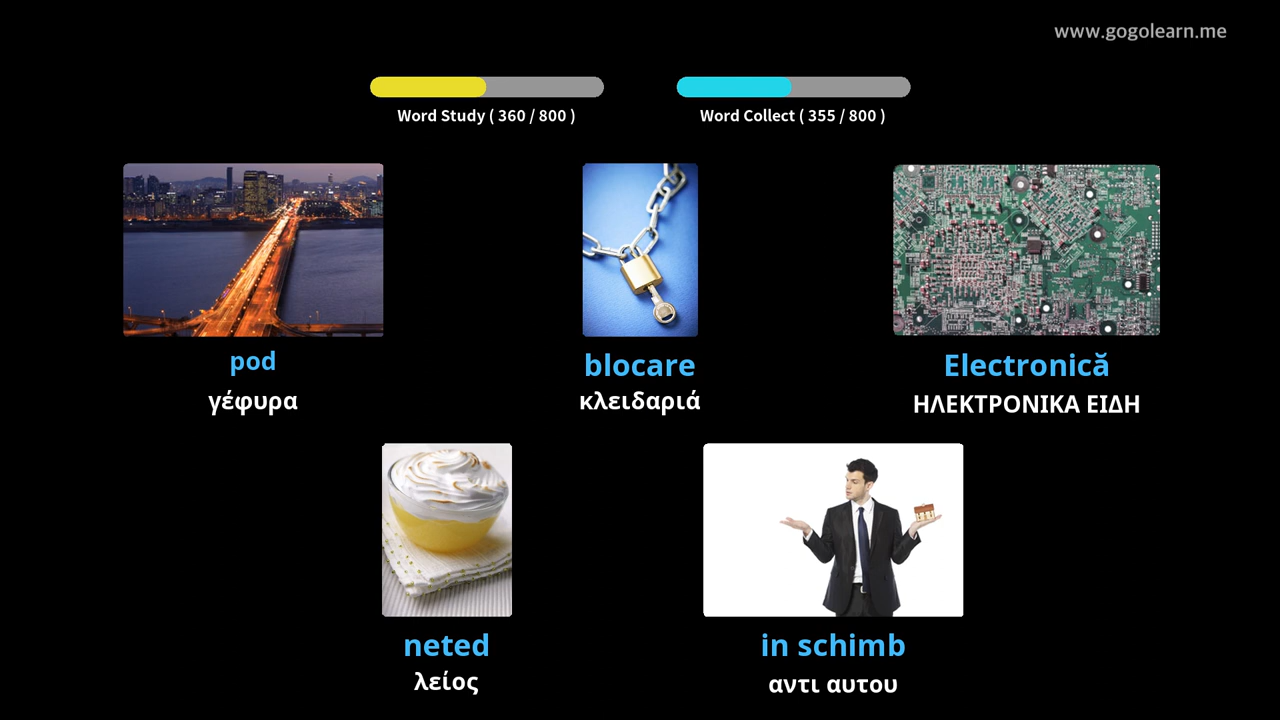 www.gogolearn.me
Word Study ( 360 / 800 )
Word Collect ( 355 / 800 )
pod
γέφυρα
blocare
κλειδαριά
Electronică
ΗΛΕΚΤΡΟΝΙΚΑ ΕΙΔΗ
neted
λείος
in schimb
αντι αυτου